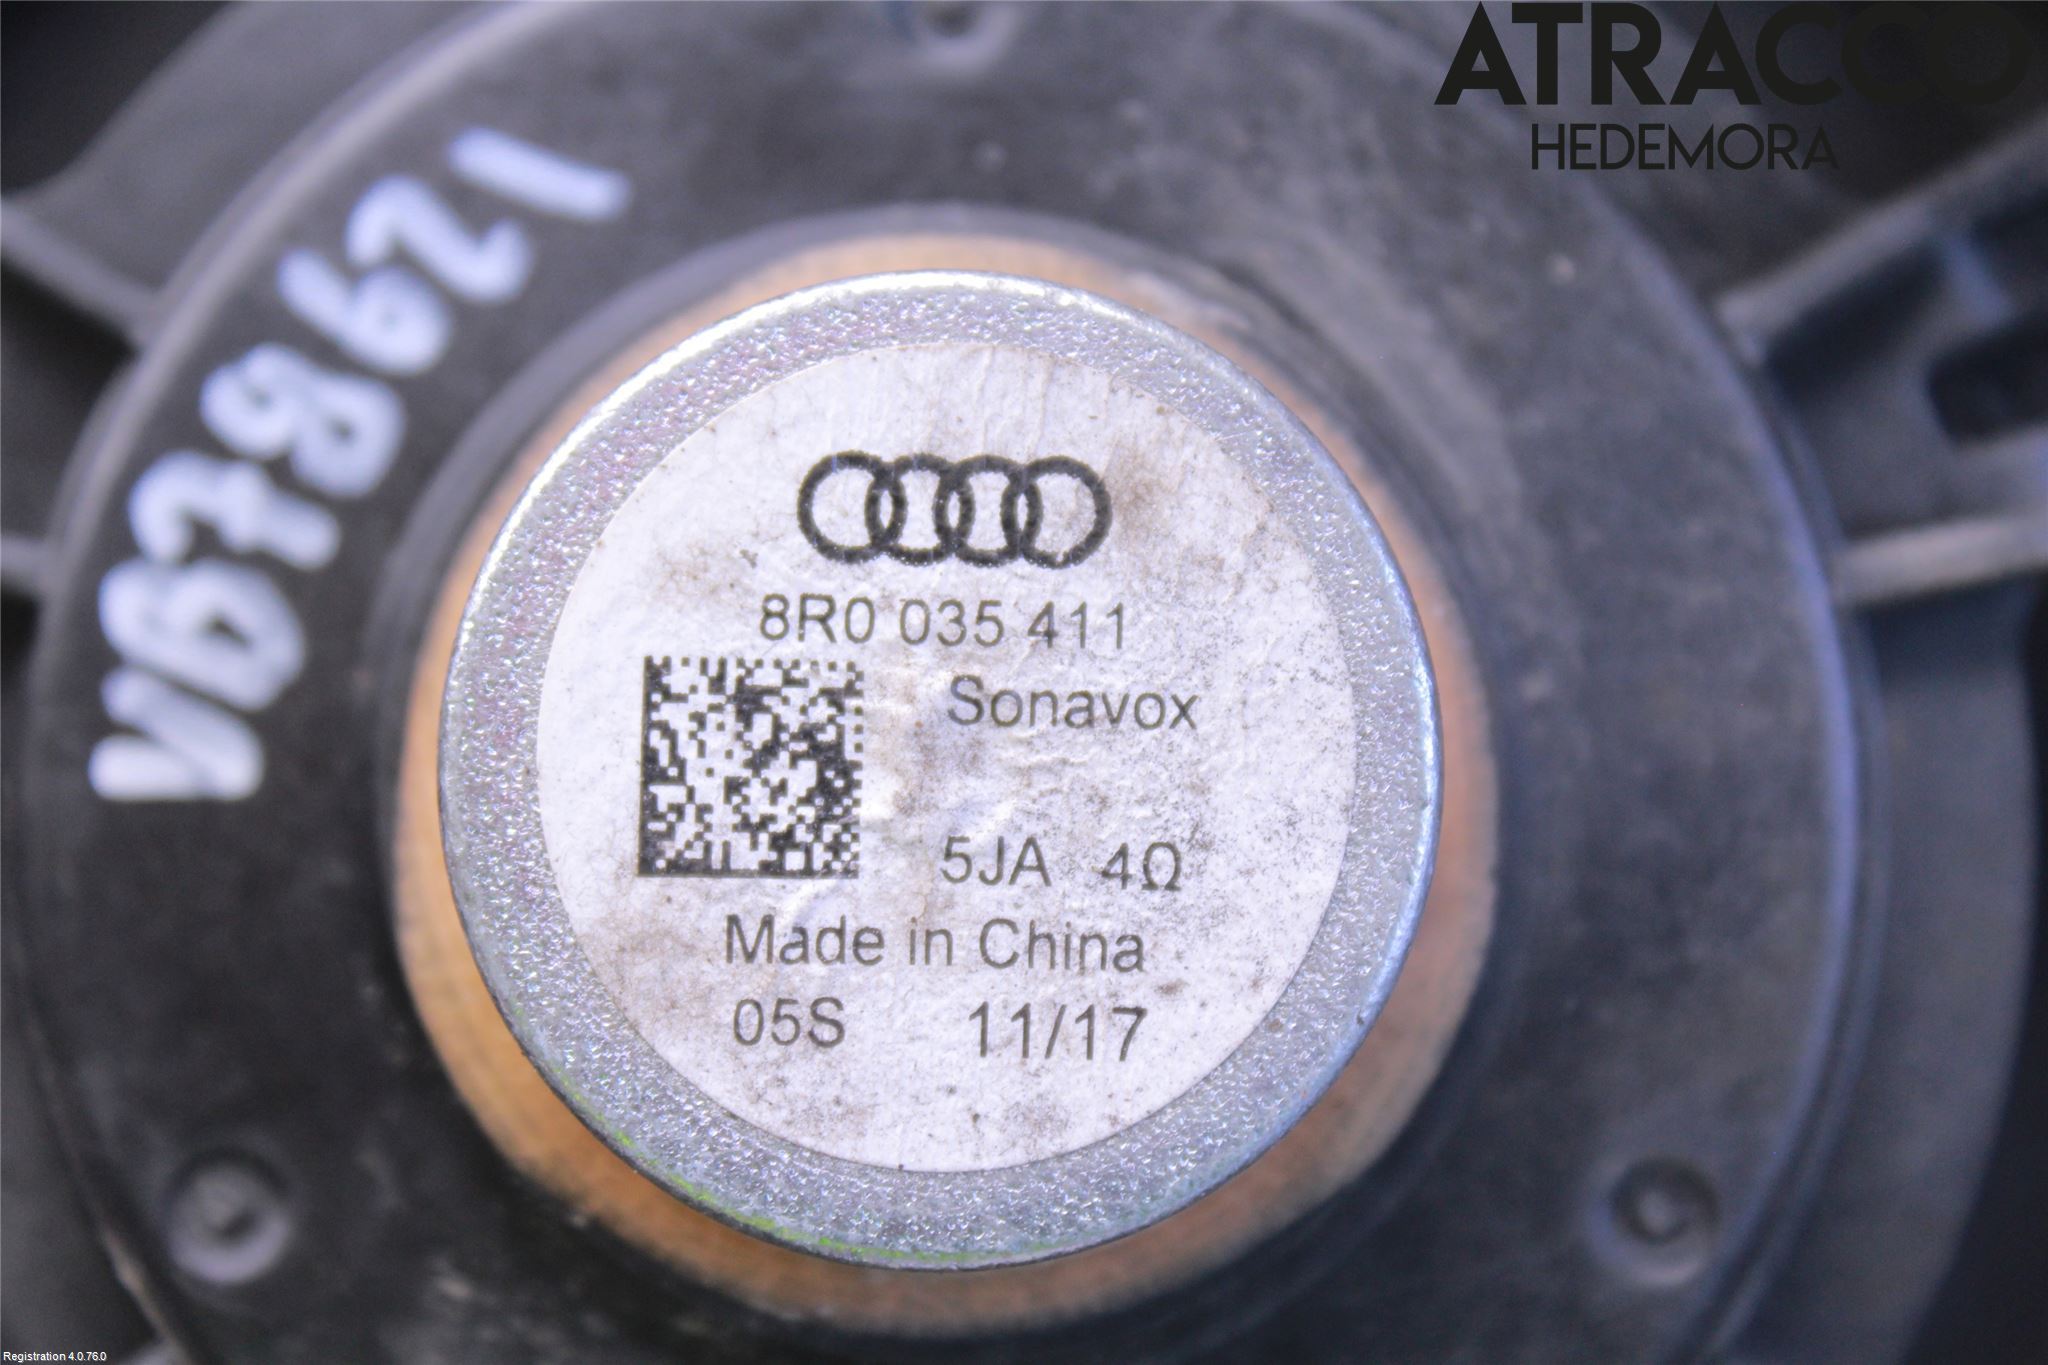 ATRACCO
HEDEMORA
VB78621
8R0 035 411
Sonavox
5JA 4Ω
Made in China
05S 11/17
Registration 4.0.76.0